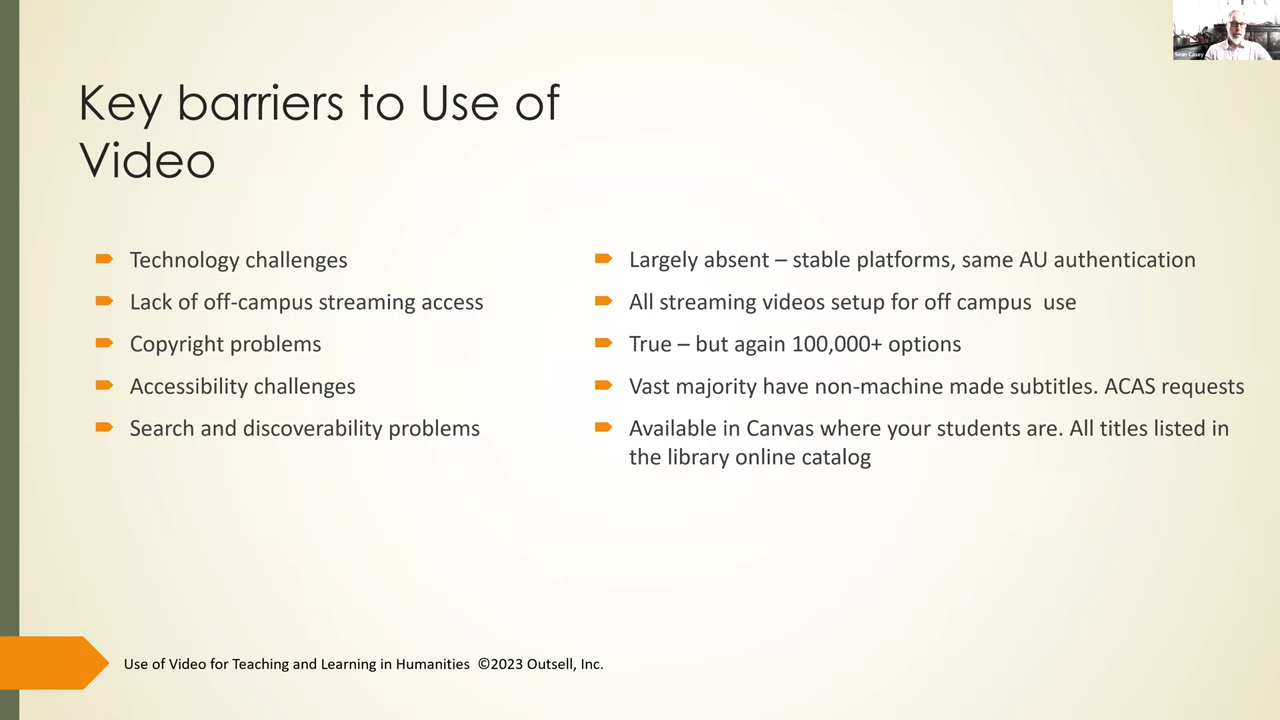 Sean Casey
Key barriers to Use of
Video
Technology challenges
Lack of off-campus streaming access
Copyright problems
Accessibility challenges
Search and discoverability problems
Largely absent – stable platforms, same AU authentication
All streaming videos setup for off campus  use
True – but again 100,000+ options
Vast majority have non-machine made subtitles. ACAS requests
Available in Canvas where your students are. All titles listed in
the library online catalog
Use of Video for Teaching and Learning in Humanities  ©2023 Outsell, Inc.